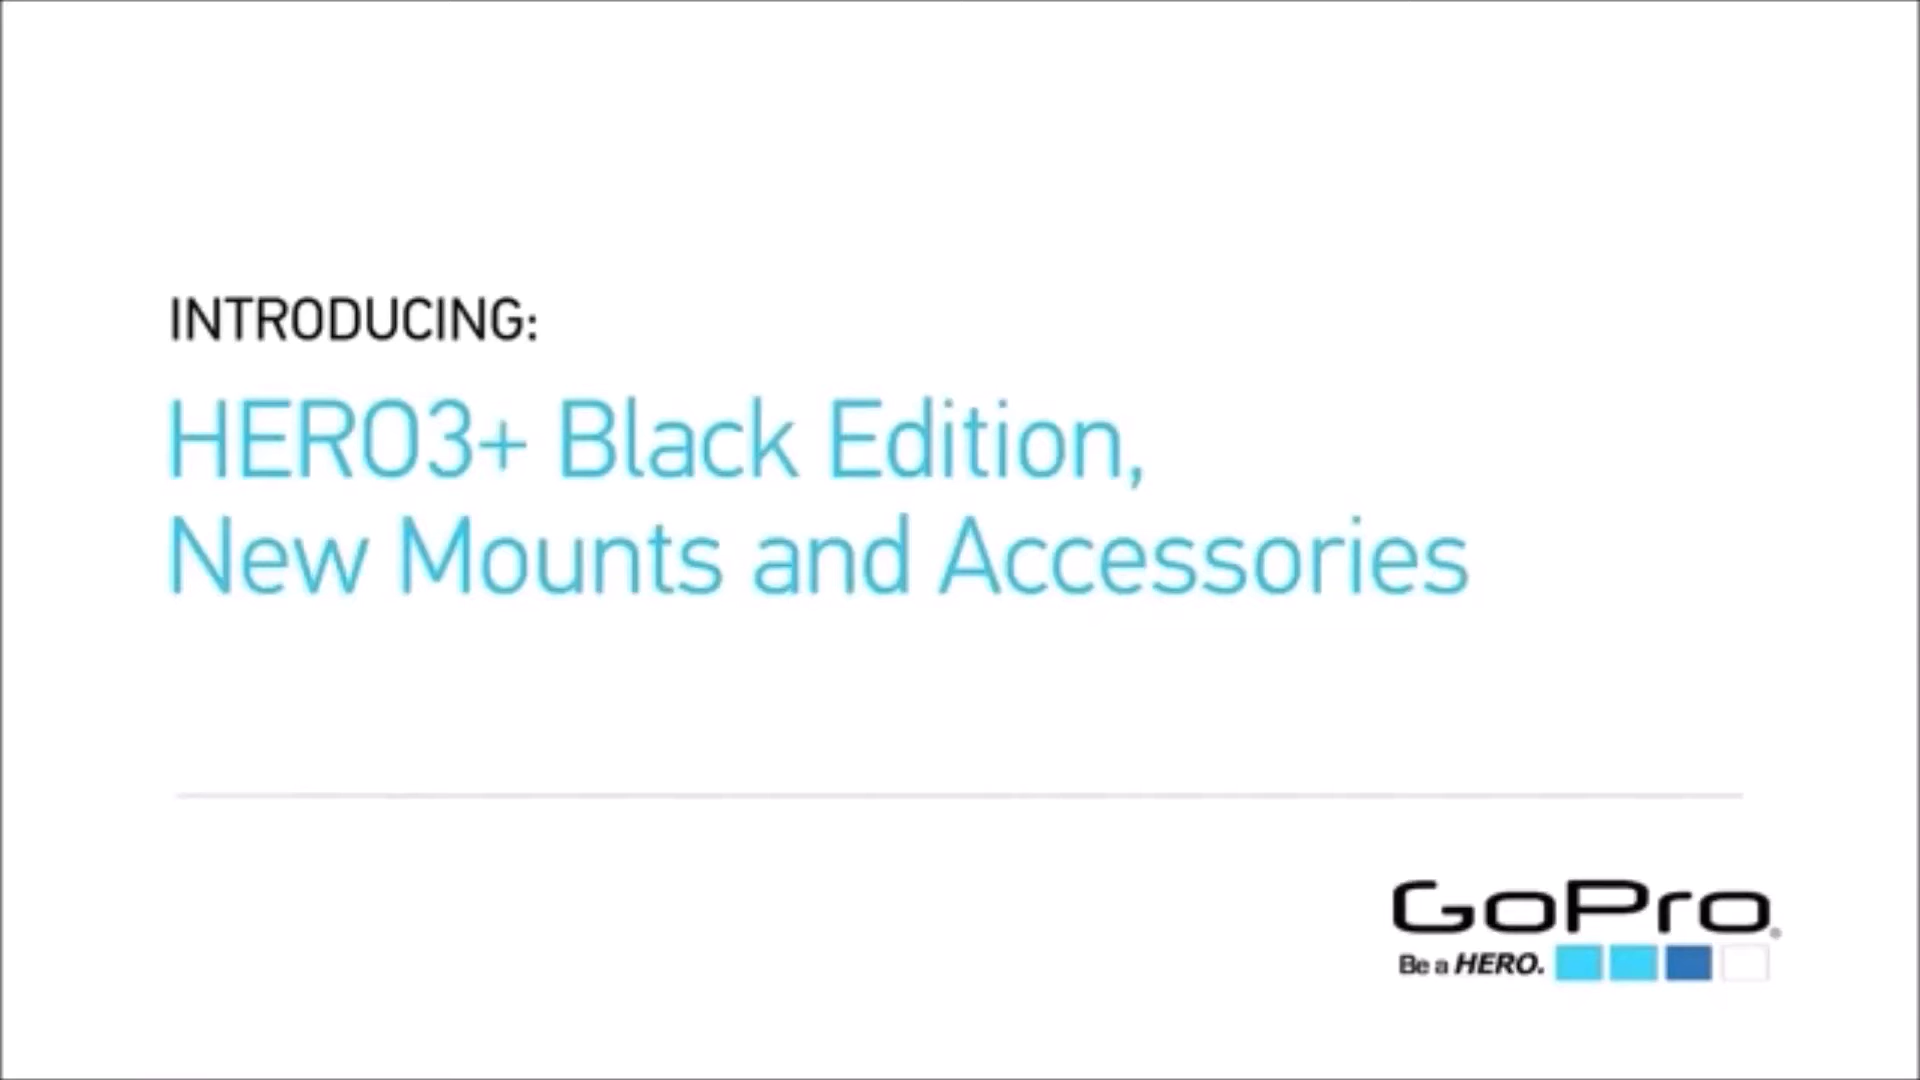 INTRODUCING:
HERO3+ Black Edition,
New Mounts and Accessories
GoPro®
Be a HERO.